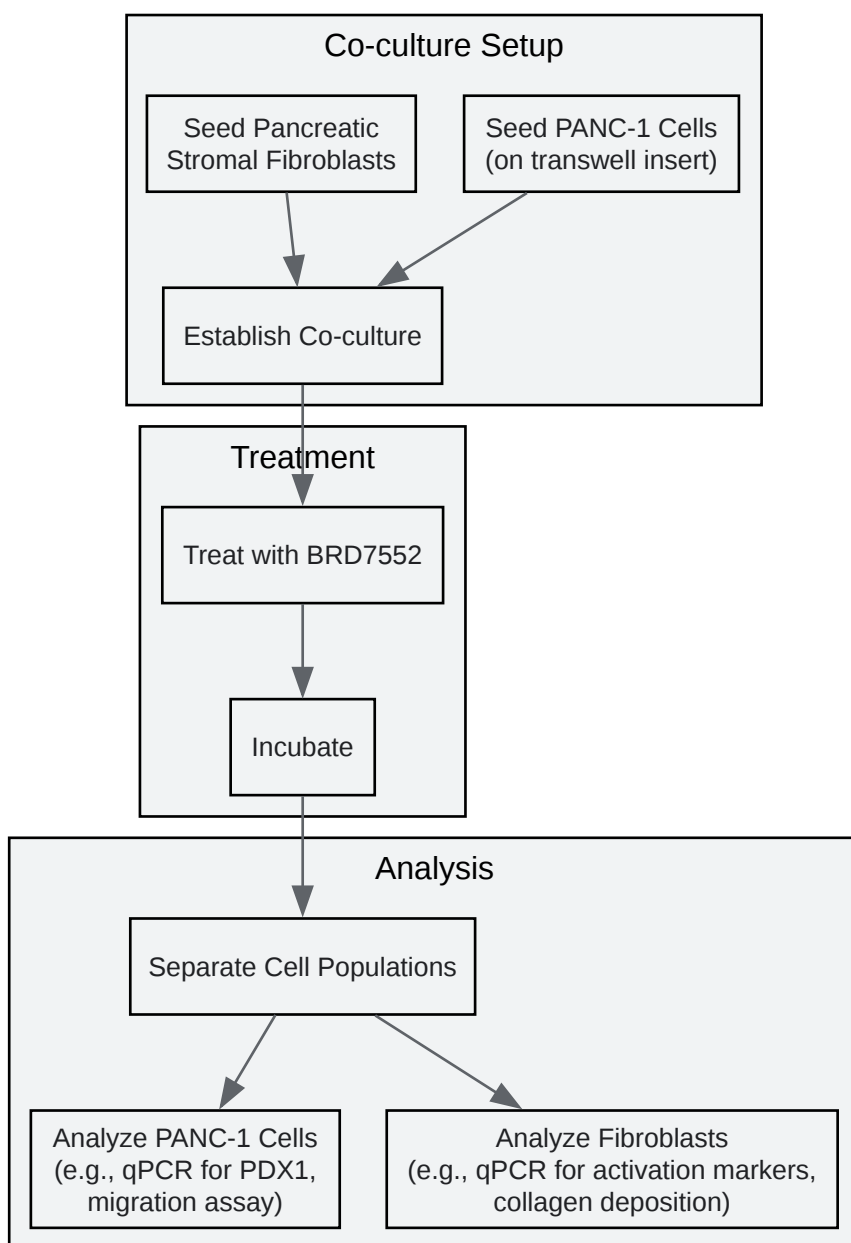 Co-culture Setup
Seed Pancreatic
Stromal Fibroblasts
Seed PANC-1 Cells
(on transwell insert)
Establish Co-culture
Treatment
Treat with BRD7552
Incubate
Analysis
Separate Cell Populations
Analyze PANC-1 Cells
(e.g., qPCR for PDX1,
migration assay)
Analyze Fibroblasts
(e.g., qPCR for activation markers,
collagen deposition)